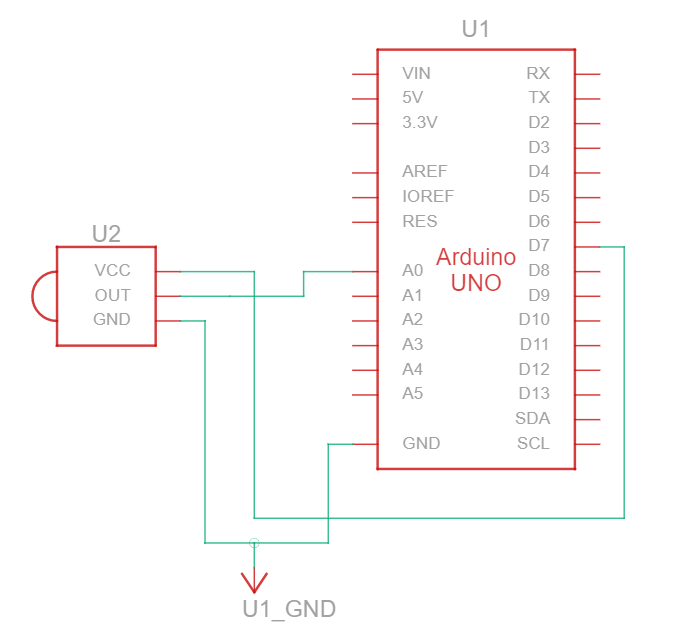 U1
VIN RX
5V TX
3.3V D2
D3
AREF D4
IOREF D5
RES D6
D7
Arduino
UNO
A0 D8
A1 D9
A2 D10
A3 D11
A4 D12
A5 D13
SDA
GND SCL
U2
VCC
OUT
GND
U1_GND